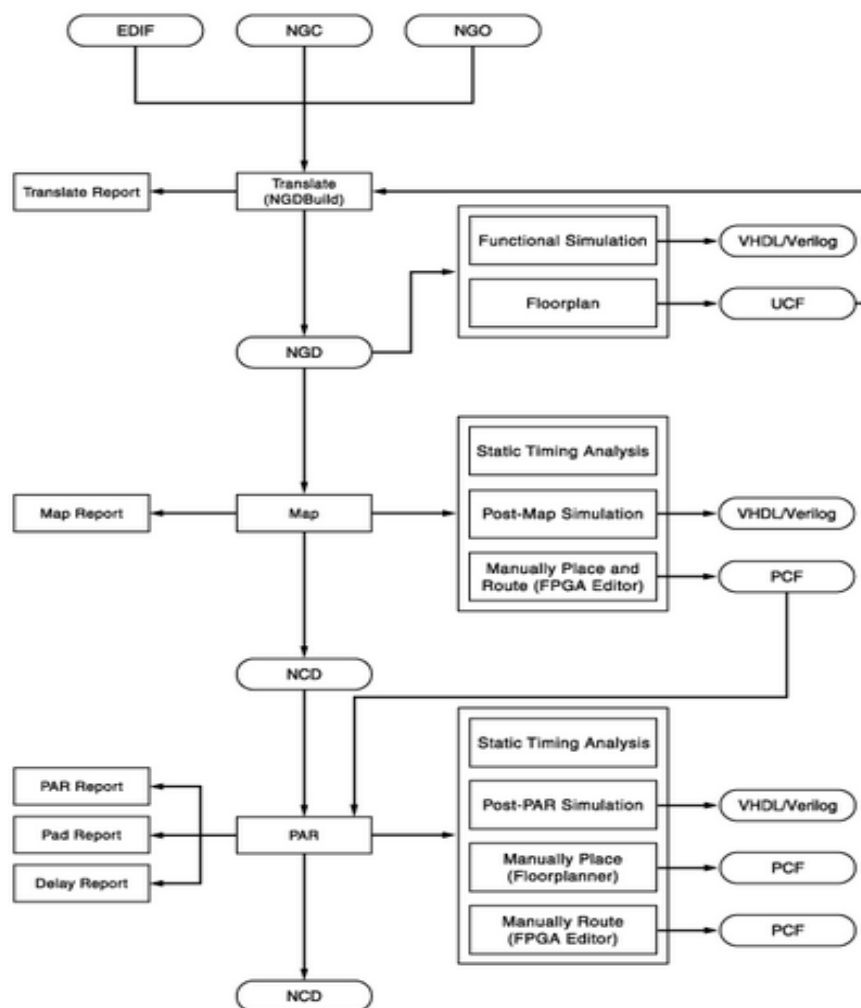 EDIF
NGC
NGO
Translate Report
Translate
(NGDBuild)
Functional Simulation
VHDL/Verilog
Floorplan
UCF
NGD
Static Timing Analysis
Map Report
Map
Post-Map Simulation
VHDL/Verilog
Manually Place and
Route (FPGA Editor)
PCF
NCD
Static Timing Analysis
PAR Report
Pad Report
Delay Report
PAR
Post-PAR Simulation
VHDL/Verilog
Manually Place
(Floorplanner)
PCF
Manually Route
(FPGA Editor)
PCF
NCD